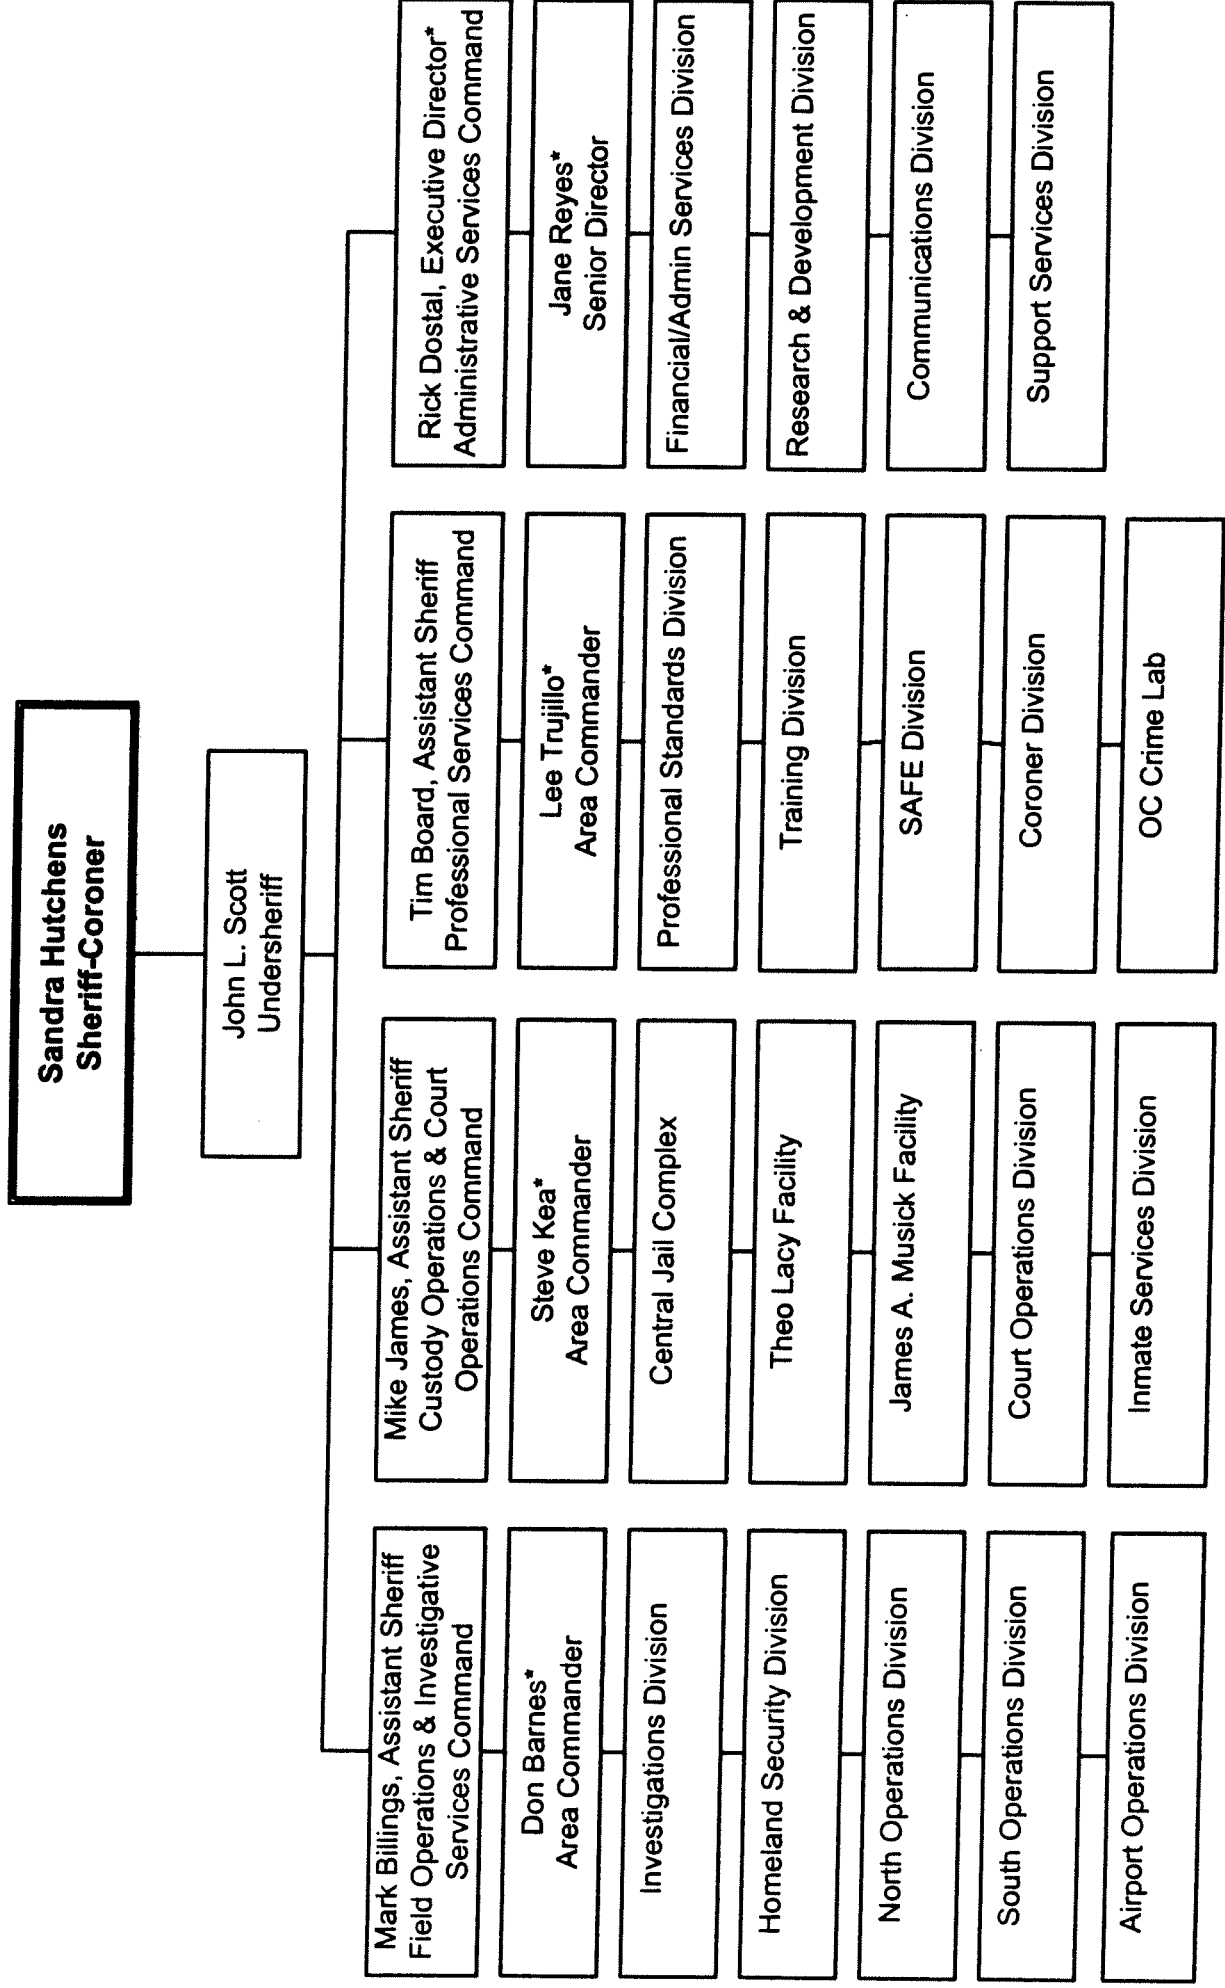 Sandra Hutchens
Sheriff-Coroner
John L. Scott
Undersheriff
Mark Billings, Assistant Sheriff
Field Operations & Investigative
Services Command
Don Barnes*
Area Commander
Investigations Division
Homeland Security Division
North Operations Division
South Operations Division
Airport Operations Division
Mike James, Assistant Sheriff
Custody Operations & Court
Operations Command
Steve Kea*
Area Commander
Central Jail Complex
Theo Lacy Facility
James A. Musick Facility
Court Operations Division
Inmate Services Division
Tim Board, Assistant Sheriff
Professional Services Command
Lee Trujillo*
Area Commander
Professional Standards Division
Training Division
SAFE Division
Coroner Division
OC Crime Lab
Rick Dostal, Executive Director*
Administrative Services Command
Jane Reyes*
Senior Director
Financial/Admin Services Division
Research & Development Division
Communications Division
Support Services Division